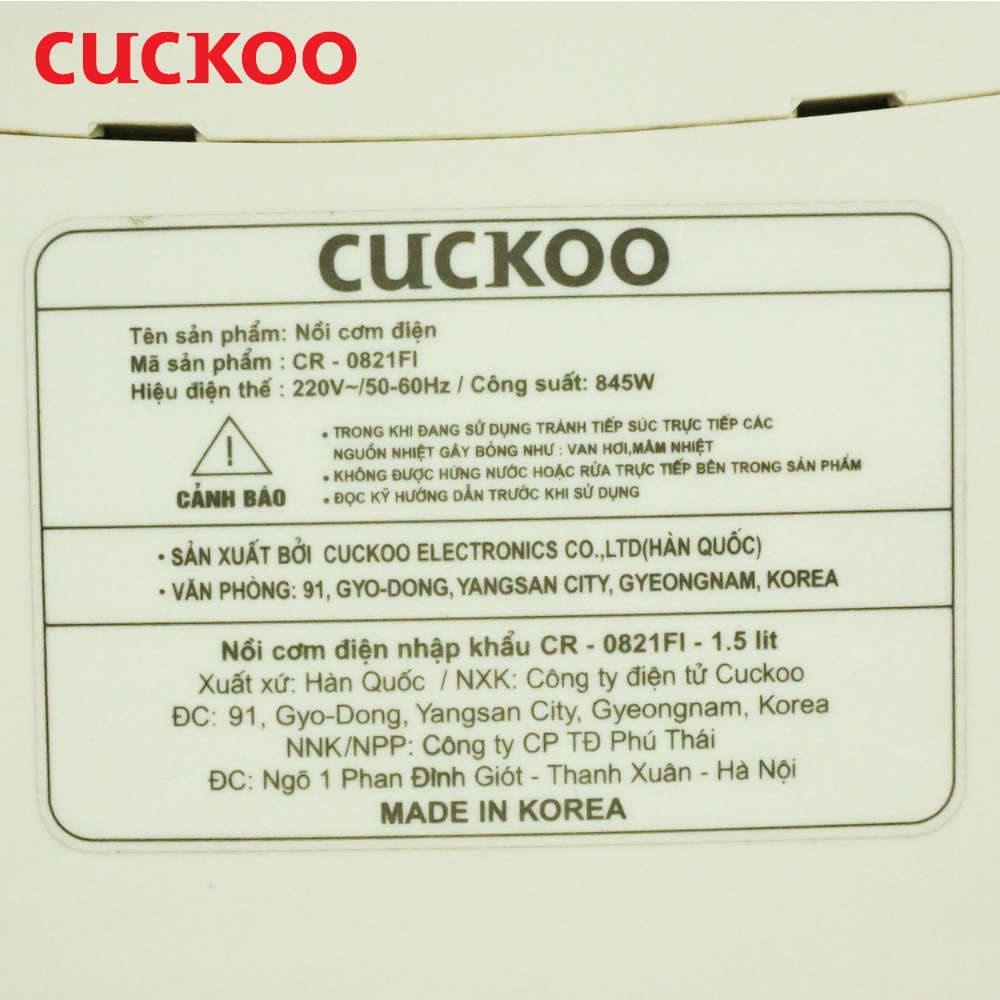 CUCKOO
CUCKOO
Tên sản phẩm: Nồi cơm điện
Mã sản phẩm : CR - 0821FI
Hiệu điện thế : 220V~/50-60Hz / Công suất: 845W
CẢNH BÁO
• TRONG KHI ĐANG SỬ DỤNG TRÁNH TIẾP SÚC TRỰC TIẾP CÁC
NGUỒN NHIỆT GÂY BỎNG NHƯ : VAN HƠI,MÂM NHIỆT
• KHÔNG ĐƯỢC HỨNG NƯỚC HOẶC RỬA TRỰC TIẾP BÊN TRONG SẢN PHẨM
• ĐỌC KỸ HƯỚNG DẪN TRƯỚC KHI SỬ DỤNG
• SẢN XUẤT BỞI CUCKOO ELECTRONICS CO.,LTD(HÀN QUỐC)
• VĂN PHÒNG: 91, GYO-DONG, YANGSAN CITY, GYEONGNAM, KOREA
Nồi cơm điện nhập khẩu CR - 0821FI - 1.5 lit
Xuất xứ: Hàn Quốc / NXK: Công ty điện tử Cuckoo
ĐC: 91, Gyo-Dong, Yangsan City, Gyeongnam, Korea
NNK/NPP: Công ty CP TĐ Phú Thái
ĐC: Ngõ 1 Phan Đình Giót - Thanh Xuân - Hà Nội
MADE IN KOREA